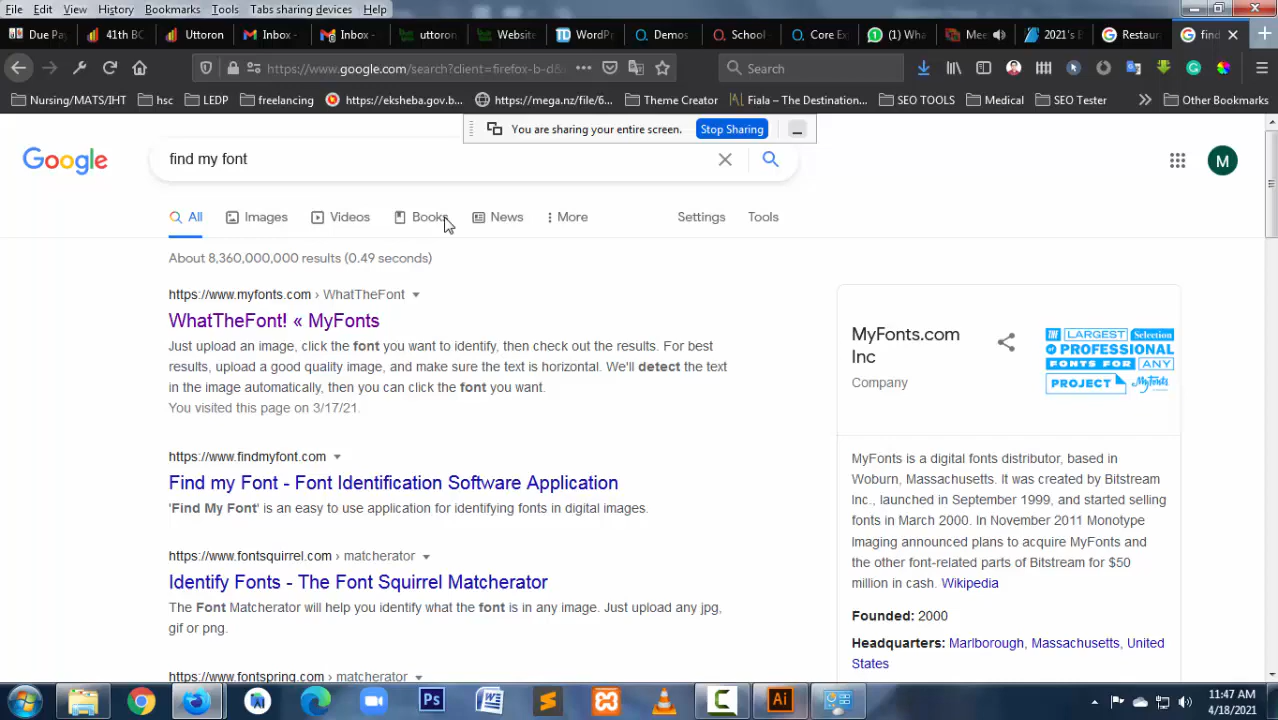 File Edit View History Bookmarks Tools Tabs sharing devices Help
Due Pa 41th BC Uttoron Inbox - Inbox - uttoron Website WordPr Demos School - Core Ex (1) Wha Mee 2021's B Restau find
https://www.google.com/search?client=firefox-b-d& Search
Nursing/MATS/IHT hsc LEDP freelancing https://eksheba.gov.b... https://mega.nz/file/6... Theme Creator Fiala – The Destination... SEO TOOLS Medical SEO Tester Other Bookmarks
You are sharing your entire screen. Stop Sharing
Google find my font M
All Images Videos Books News More Settings Tools
About 8,360,000,000 results (0.49 seconds)
https://www.myfonts.com › WhatTheFont
WhatTheFont! « MyFonts
Just upload an image, click the font you want to identify, then check out the results. For best
results, upload a good quality image, and make sure the text is horizontal. We'll detect the text
in the image automatically, then you can click the font you want.
You visited this page on 3/17/21.
https://www.findmyfont.com
Find my Font - Font Identification Software Application
'Find My Font' is an easy to use application for identifying fonts in digital images.
https://www.fontsquirrel.com › matcherator
Identify Fonts - The Font Squirrel Matcherator
The Font Matcherator will help you identify what the font is in any image. Just upload any jpg,
gif or png.
https://www.fontspring.com › matcherator
MyFonts.com
Inc
Company
THE LARGEST Selection
of PROFESSIONAL
FONTS FOR ANY
PROJECT MyFonts
MyFonts is a digital fonts distributor, based in
Woburn, Massachusetts. It was created by Bitstream
Inc., launched in September 1999, and started selling
fonts in March 2000. In November 2011 Monotype
Imaging announced plans to acquire MyFonts and
the other font-related parts of Bitstream for $50
million in cash. Wikipedia
Founded: 2000
Headquarters: Marlborough, Massachusetts, United
States
Ps W C Ai
11:47 AM
4/18/2021